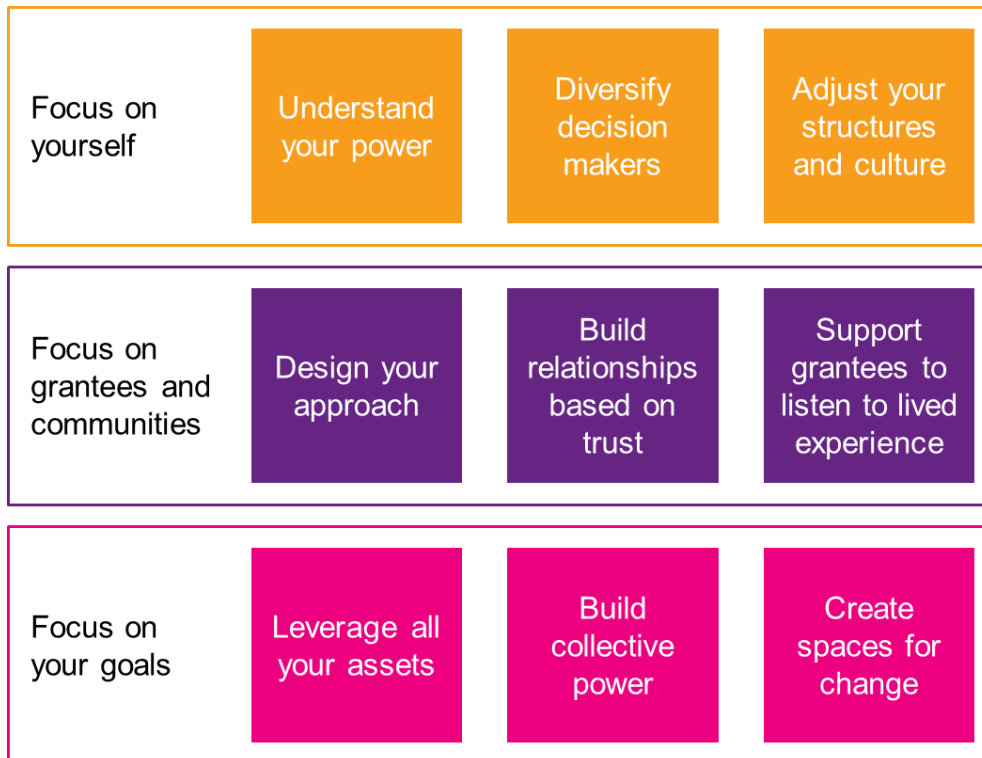 Focus on
yourself
Understand
your power
Diversify
decision
makers
Adjust your
structures
and culture
Focus on
grantees and
communities
Design your
approach
Build
relationships
based on
trust
Support
grantees to
listen to lived
experience
Focus on
your goals
Leverage all
your assets
Build
collective
power
Create
spaces for
change